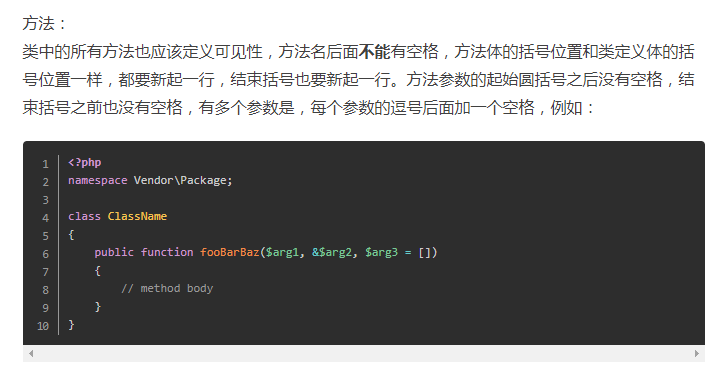 方法：
类中的所有方法也应该定义可见性，方法名后面不能有空格，方法体的括号位置和类定义体的括
号位置一样，都要新起一行，结束括号也要新起一行。方法参数的起始圆括号之后没有空格，结
束括号之前也没有空格，有多个参数是，每个参数的逗号后面加一个空格，例如：
1 <?php
2 namespace Vendor\Package;
3
4 class ClassName
5 {
6     public function fooBarBaz($arg1, &$arg2, $arg3 = [])
7     {
8         // method body
9     }
10 }